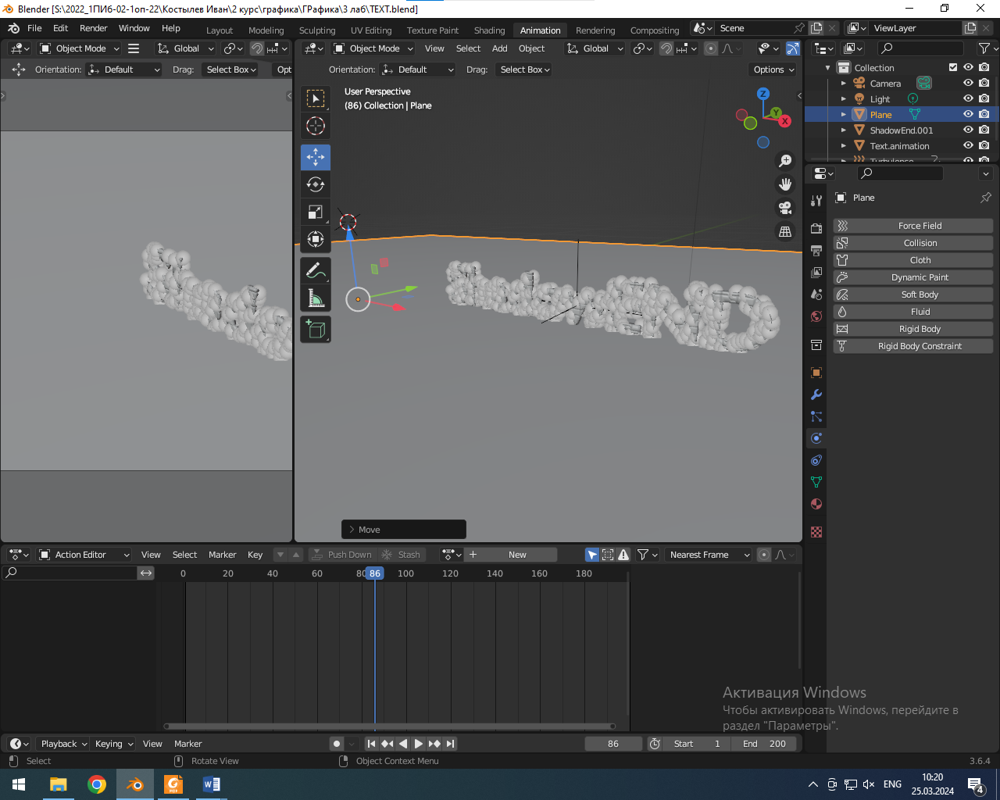 Blender [S:\2022_1ПИб-02-1оп-22\Костылев Иван\2 курс\графика\ГРафика\3 лаб\TEXT.blend]
File Edit Render Window Help Layout Modeling Sculpting UV Editing Texture Paint Shading Animation Rendering Compositing Scene ViewLayer
Object Mode Global Object Mode View Select Add Object Global
Orientation: Default Drag: Select Box Opt Orientation: Default Drag: Select Box Options
User Perspective
(86) Collection | Plane
Z
Y
X
Move
Collection
Camera
Light
Plane
ShadowEnd.001
Text.animation
Turbulence
Plane
Force Field
Collision
Cloth
Dynamic Paint
Soft Body
Fluid
Rigid Body
Rigid Body Constraint
Action Editor View Select Marker Key Push Down Stash New Nearest Frame
0 20 40 60 80 86 100 120 140 160 180
Активация Windows
Чтобы активировать Windows, перейдите в
раздел "Параметры".
Playback Keying View Marker 86 Start 1 End 200
Select Rotate View Object Context Menu 3.6.4
ENG 10:20
25.03.2024
4